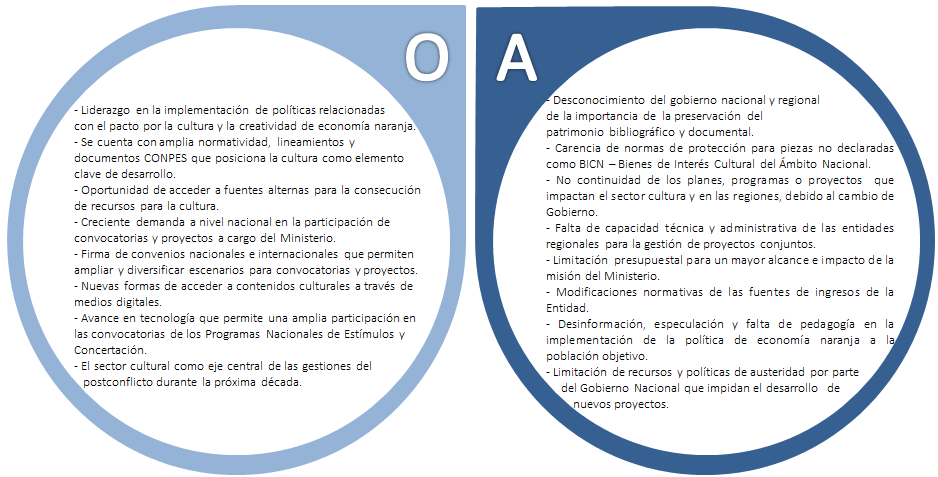 O
- Liderazgo en la implementación de políticas relacionadas
con el pacto por la cultura y la creatividad de economía naranja.
- Se cuenta con amplia normatividad, lineamientos y
documentos CONPES que posiciona la cultura como elemento
clave de desarrollo.
- Oportunidad de acceder a fuentes alternas para la consecución
de recursos para la cultura.
- Creciente demanda a nivel nacional en la participación de
convocatorias y proyectos a cargo del Ministerio.
- Firma de convenios nacionales e internacionales que permiten
ampliar y diversificar escenarios para convocatorias y proyectos.
- Nuevas formas de acceder a contenidos culturales a través de
medios digitales.
- Avance en tecnología que permite una amplia participación en
las convocatorias de los Programas Nacionales de Estímulos y
Concertación.
- El sector cultural como eje central de las gestiones del
postconflicto durante la próxima década.
A
- Desconocimiento del gobierno nacional y regional
de la importancia de la preservación del
patrimonio bibliográfico y documental.
- Carencia de normas de protección para piezas no declaradas
como BICN – Bienes de Interés Cultural del Ámbito Nacional.
- No continuidad de los planes, programas o proyectos que
impactan el sector cultura y en las regiones, debido al cambio de
Gobierno.
- Falta de capacidad técnica y administrativa de las entidades
regionales para la gestión de proyectos conjuntos.
- Limitación presupuestal para un mayor alcance e impacto de la
misión del Ministerio.
- Modificaciones normativas de las fuentes de ingresos de la
Entidad.
- Desinformación, especulación y falta de pedagogía en la
implementación de la política de economía naranja a la
población objetivo.
- Limitación de recursos y políticas de austeridad por parte
del Gobierno Nacional que impidan el desarrollo de
nuevos proyectos.